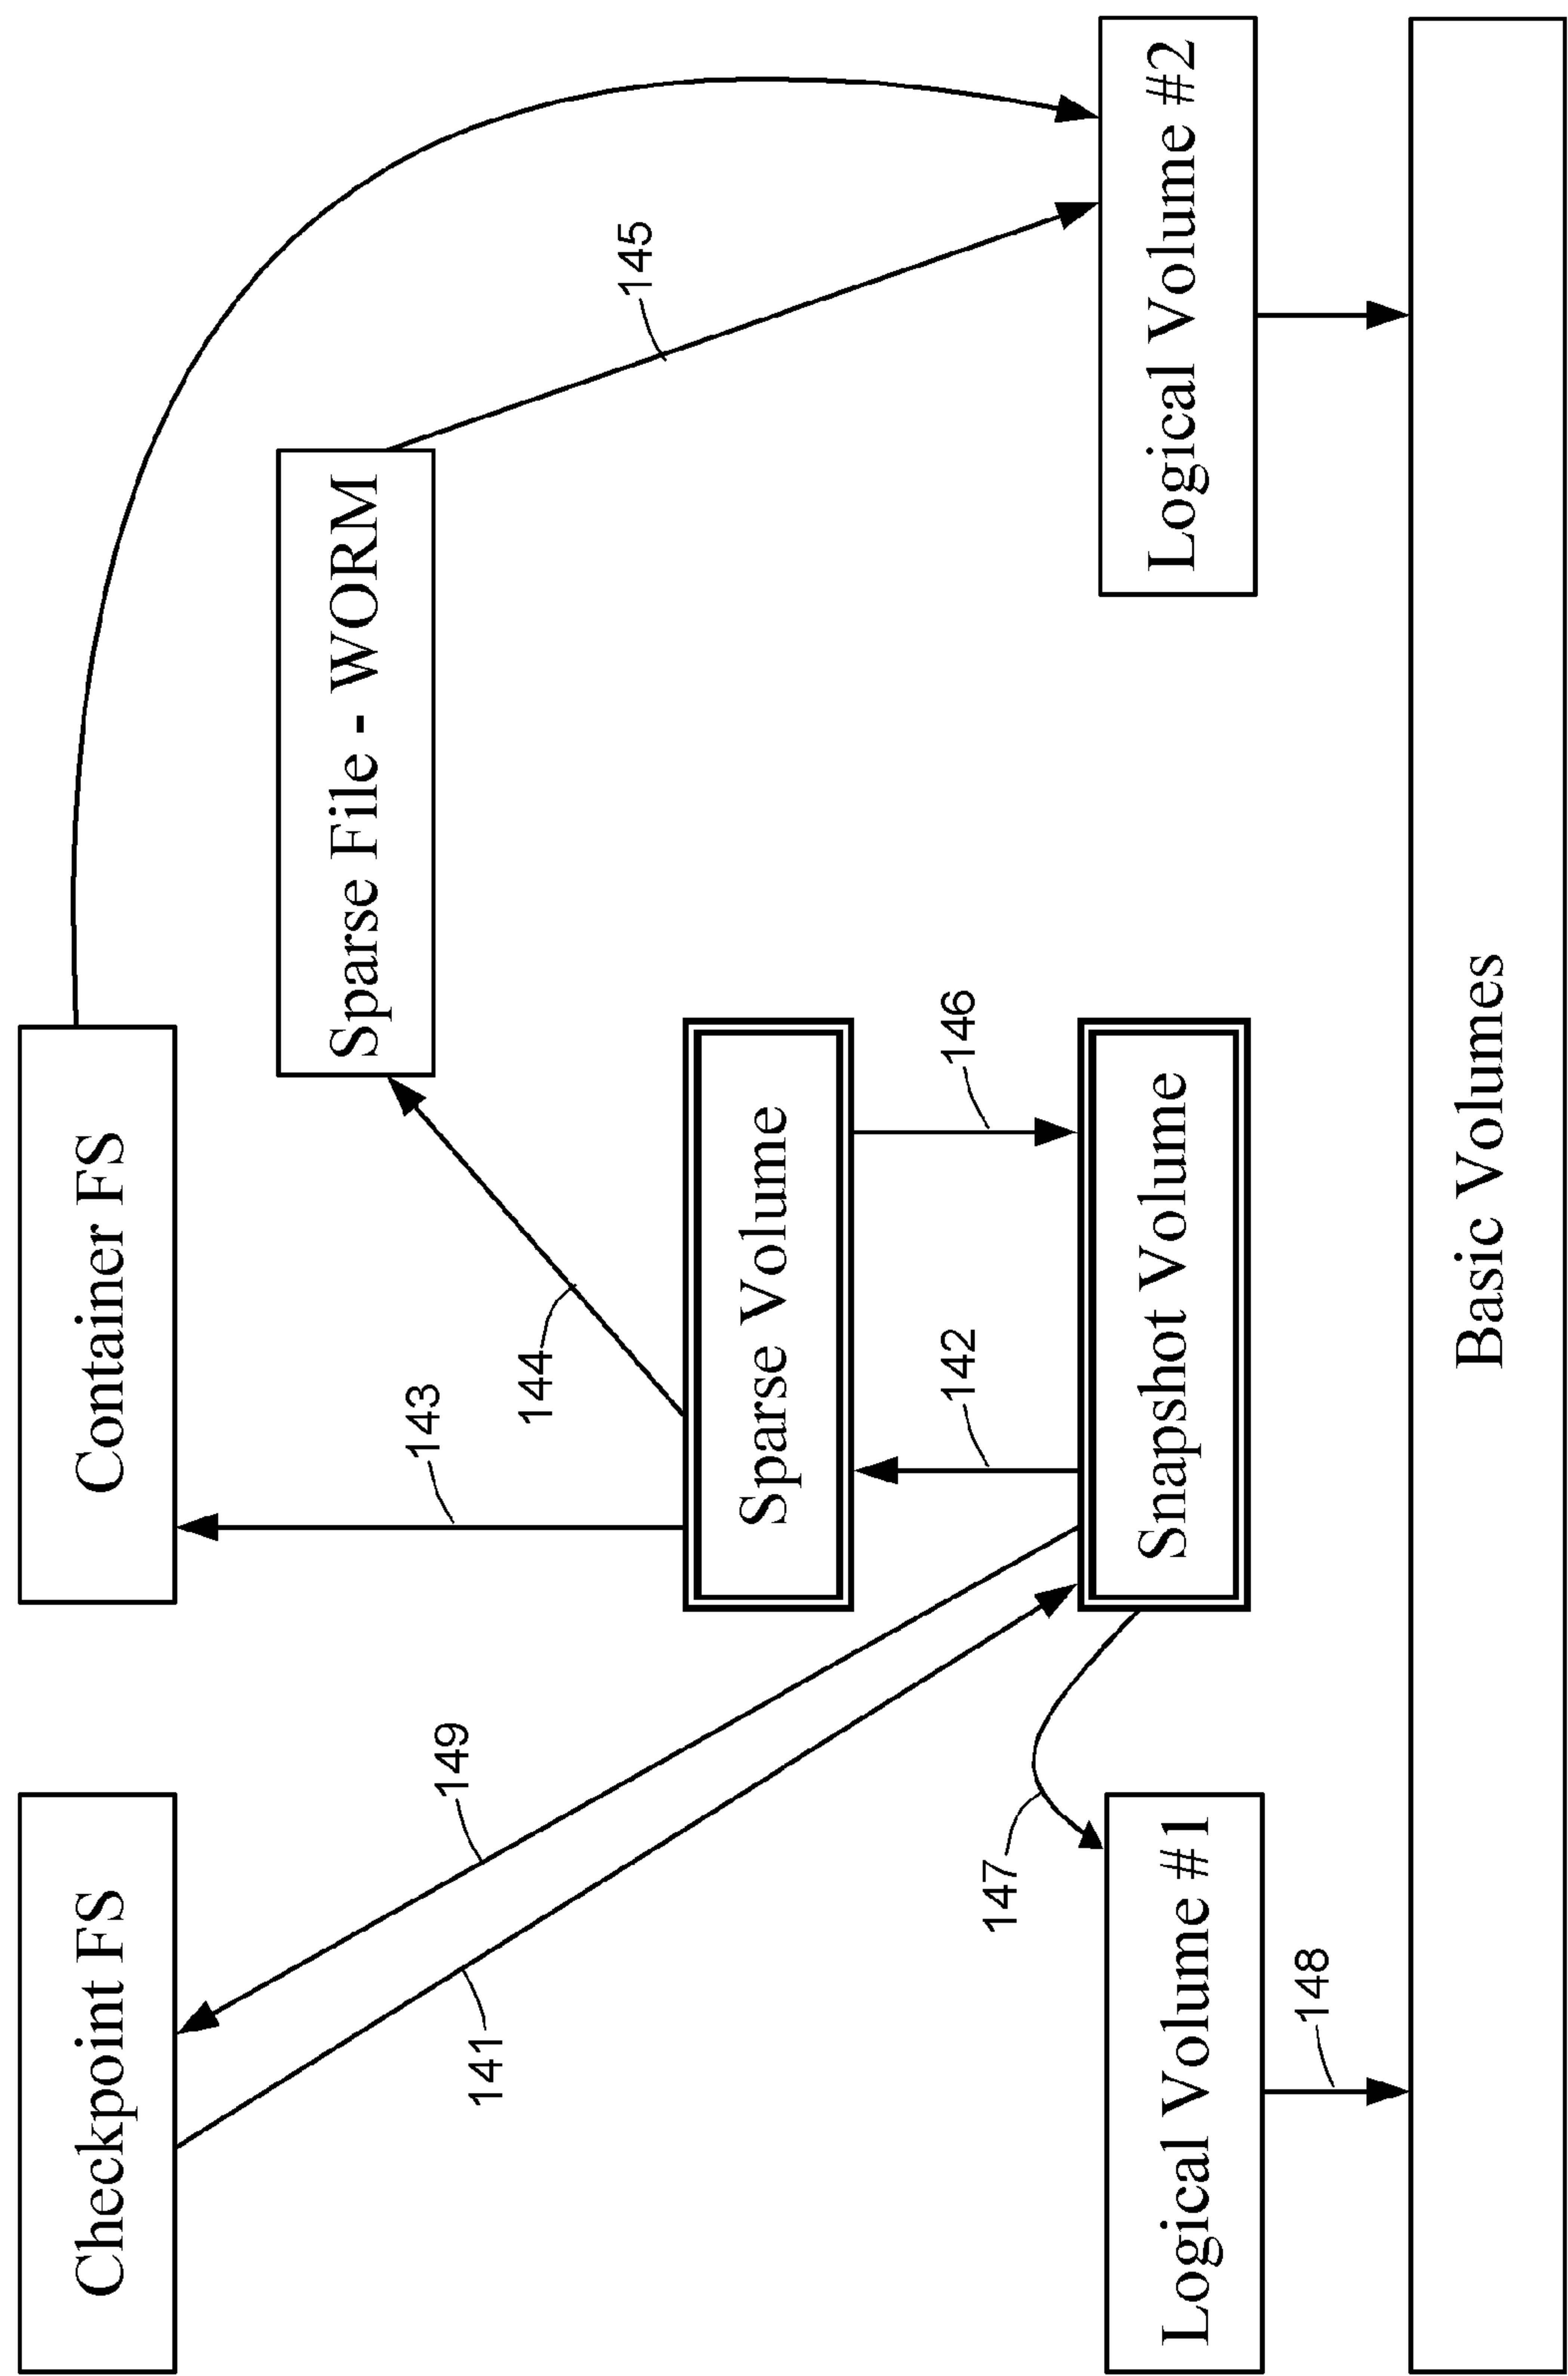 Checkpoint FS
Container FS
Sparse File - WORM
149
143
141
144
145
Sparse Volume
147
142
146
Logical Volume #1
Snapshot Volume
Logical Volume #2
148
Basic Volumes